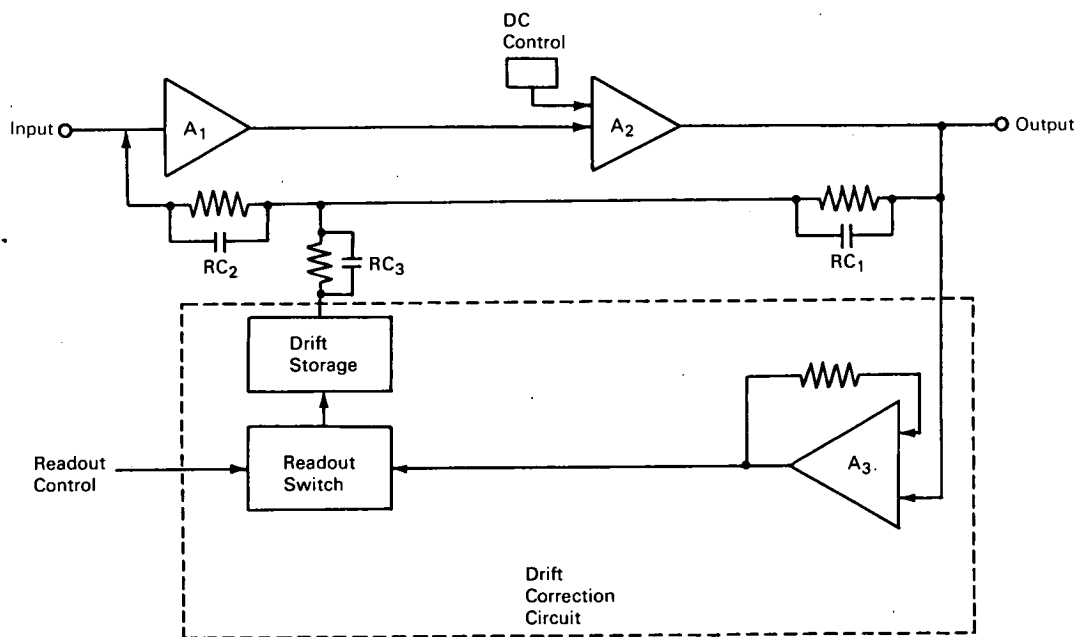 DC
Control
Input
A1
A2
Output
RC2
RC3
RC1
Drift
Storage
Readout
Control
Readout
Switch
A3.
Drift
Correction
Circuit